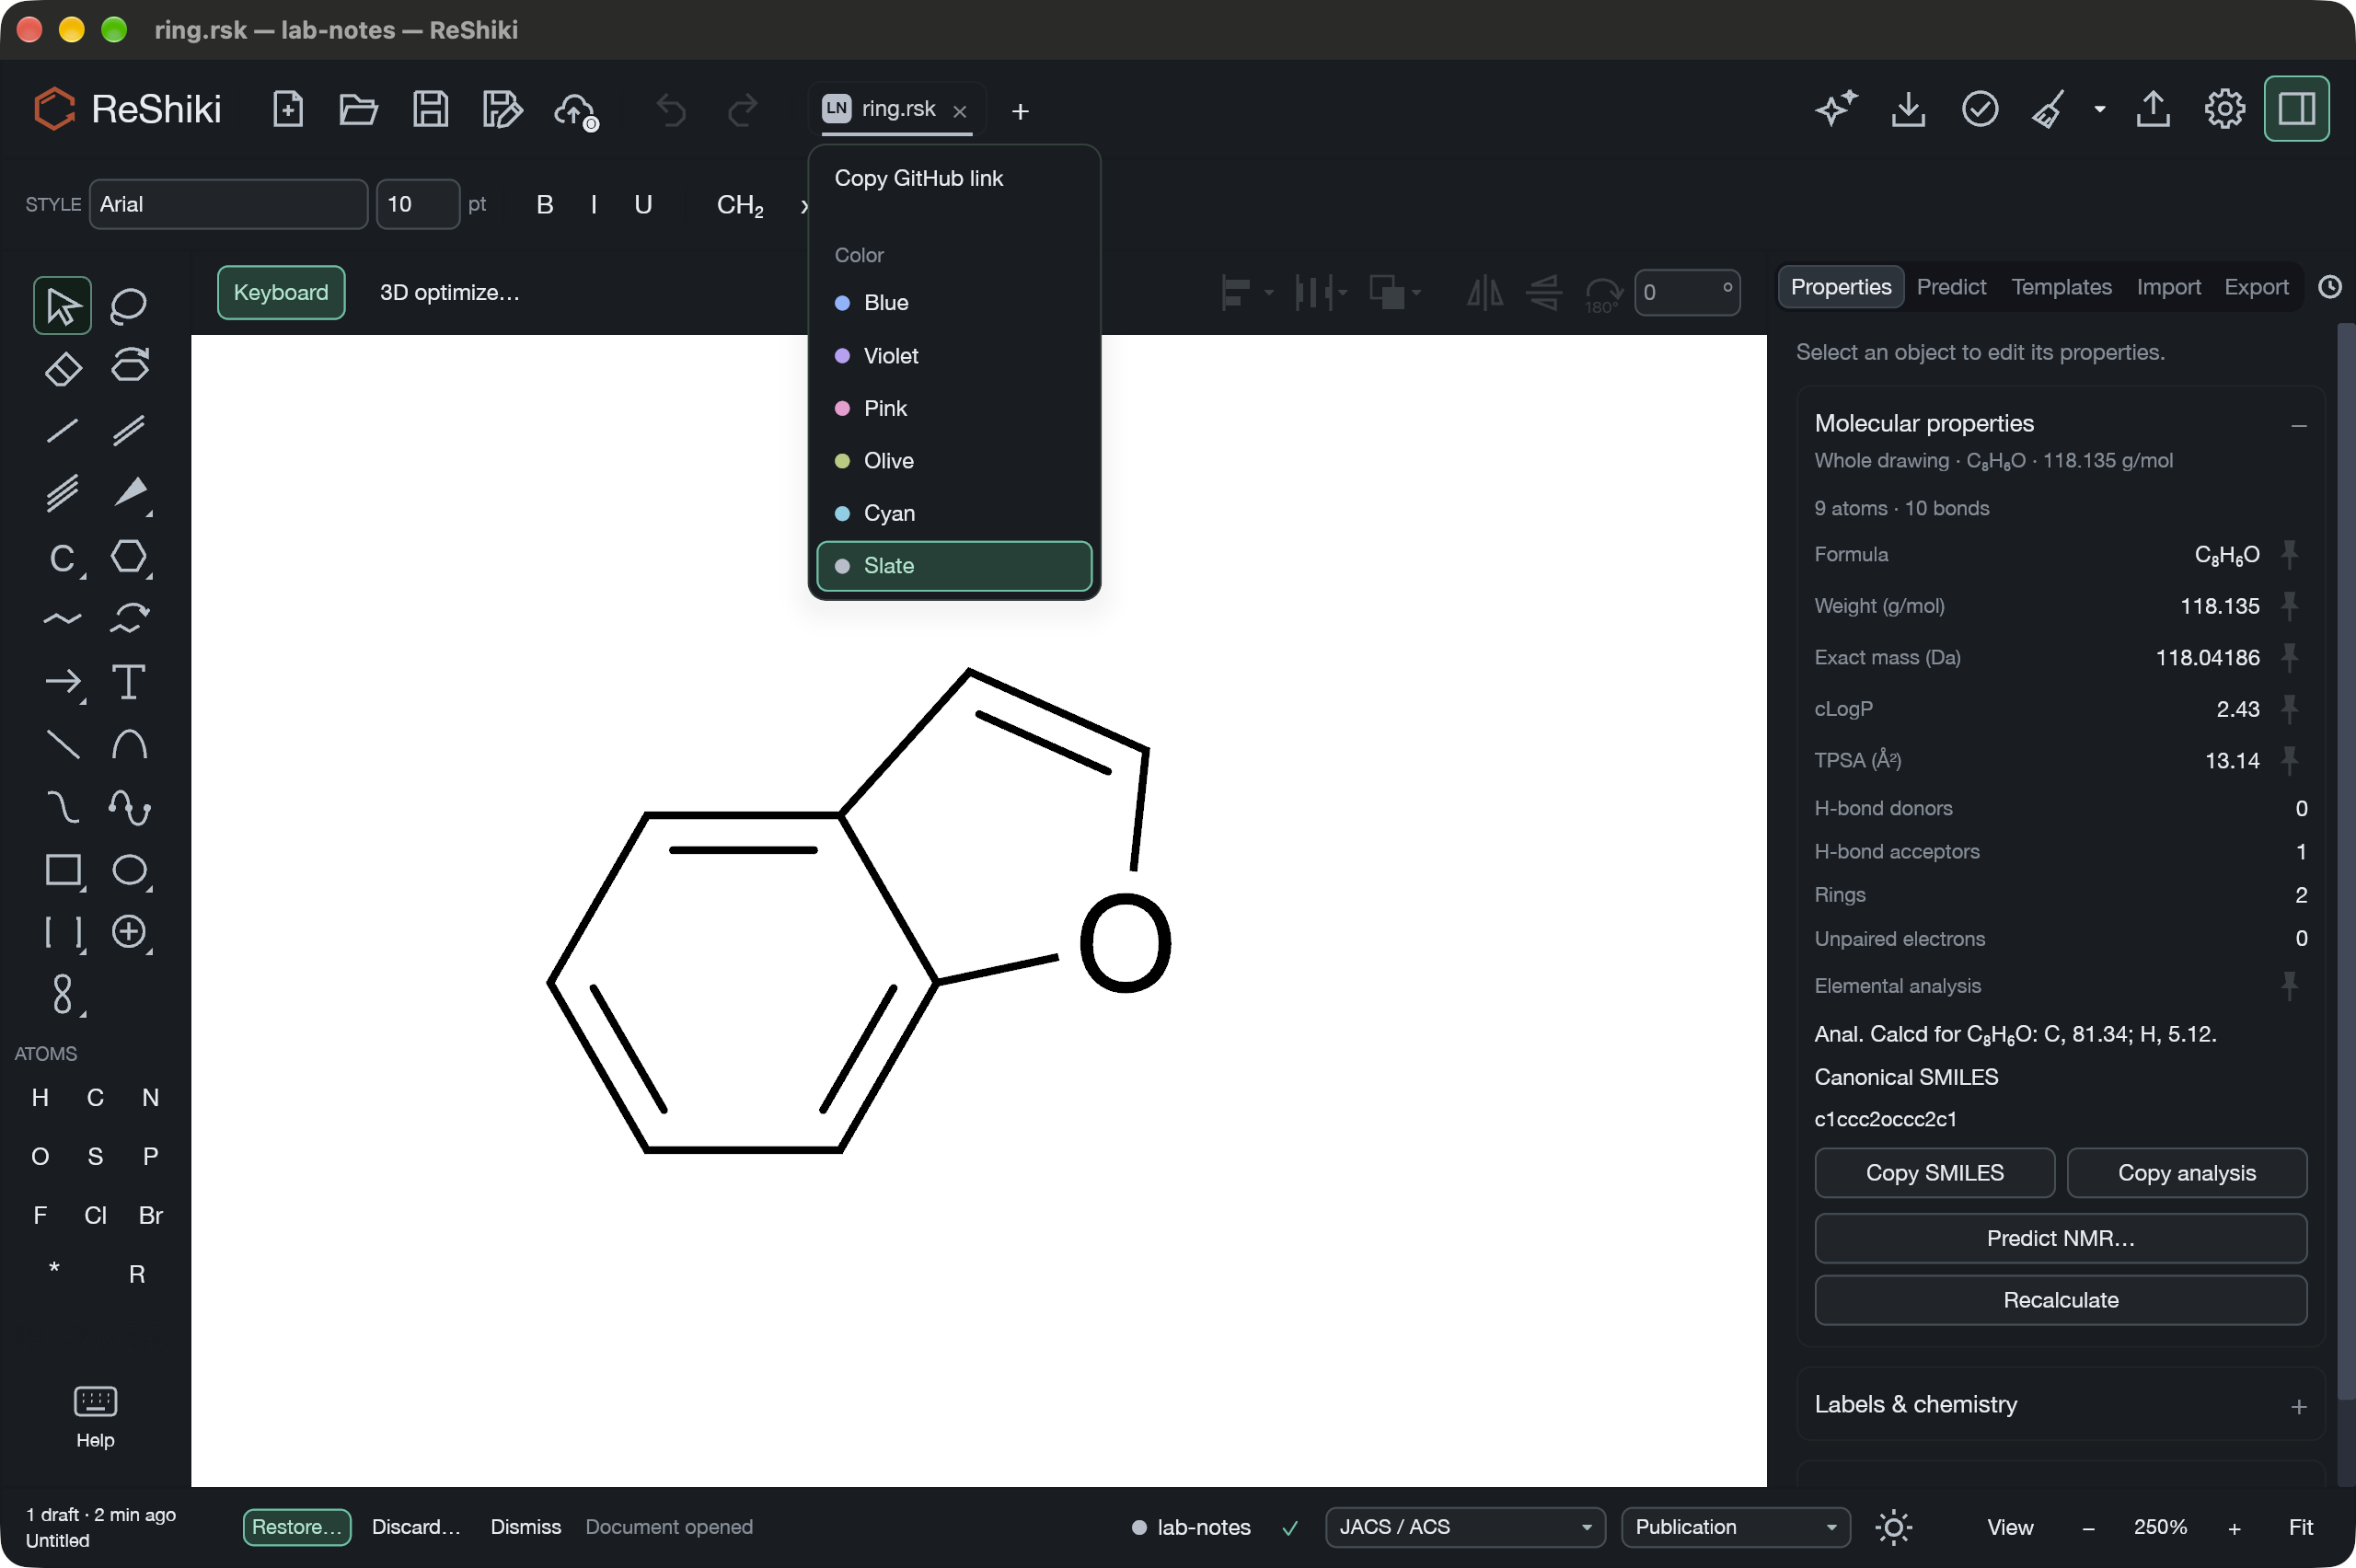 ring.rsk — lab-notes — ReShiki
ReShiki
LN ring.rsk × +
STYLE Arial 10 pt B I U CH₂
Copy GitHub link
Color
Blue
Violet
Pink
Olive
Cyan
Slate
Keyboard 3D optimize…
180° 0 °
Properties Predict Templates Import Export
Select an object to edit its properties.
Molecular properties –
Whole drawing · C₈H₆O · 118.135 g/mol
9 atoms · 10 bonds
Formula C₈H₆O
Weight (g/mol) 118.135
Exact mass (Da) 118.04186
cLogP 2.43
TPSA (Å²) 13.14
H-bond donors 0
H-bond acceptors 1
Rings 2
Unpaired electrons 0
Elemental analysis
Anal. Calcd for C₈H₆O: C, 81.34; H, 5.12.
Canonical SMILES
c1ccc2occc2c1
Copy SMILES Copy analysis
Predict NMR…
Recalculate
Labels & chemistry +
C
T
[ ]
ATOMS
H C N
O S P
F Cl Br
* R
Help
O
1 draft · 2 min ago
Untitled
Restore… Discard… Dismiss Document opened
lab-notes ✓ JACS / ACS Publication View – 250% + Fit